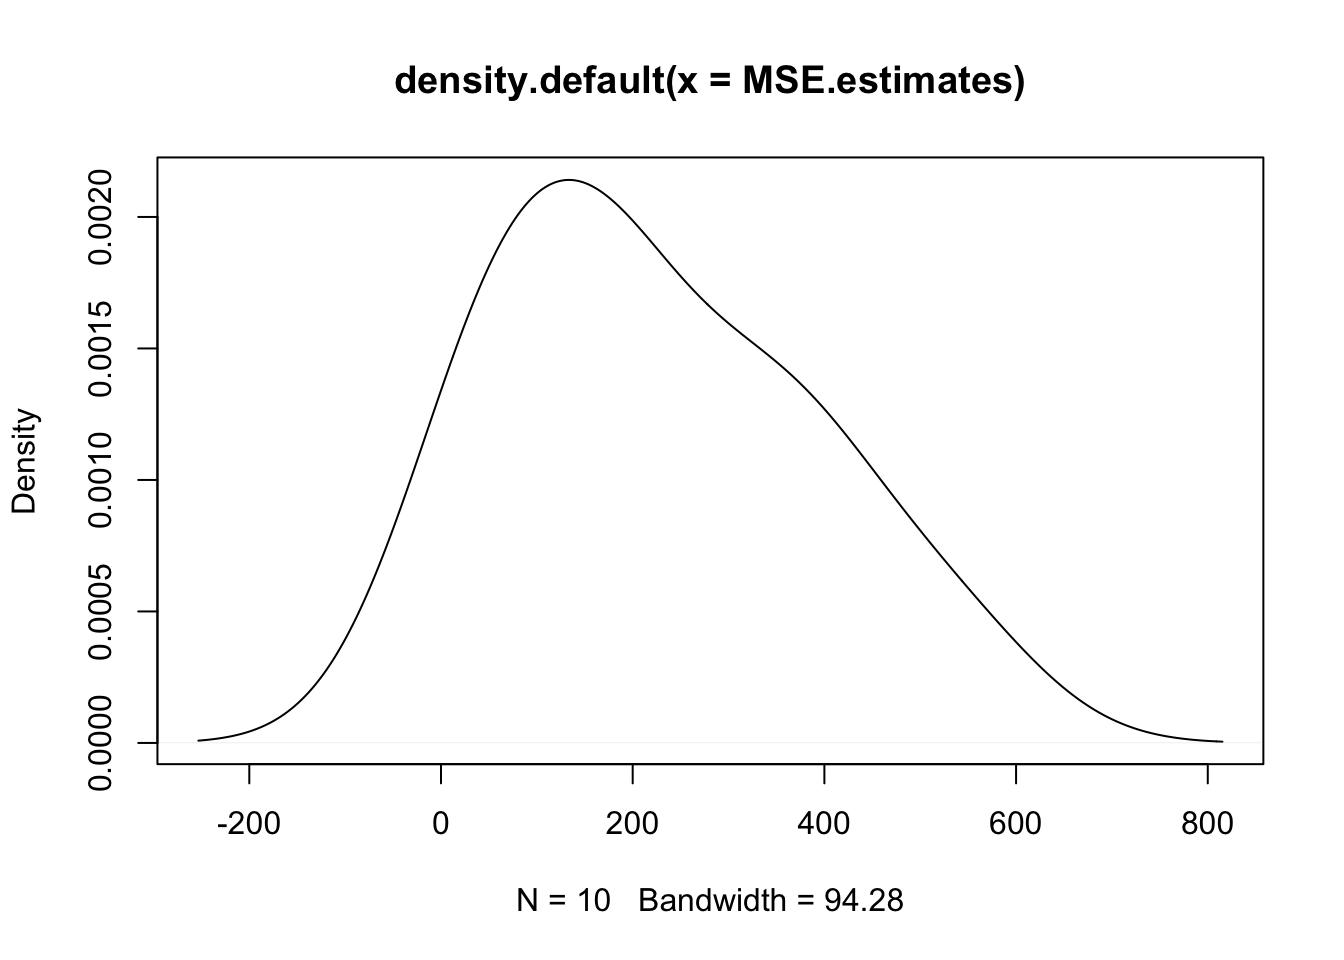 density.default(x = MSE.estimates)
Density
0.0020
0.0015
0.0010
0.0005
0.0000
-200 0 200 400 600 800
N = 10 Bandwidth = 94.28